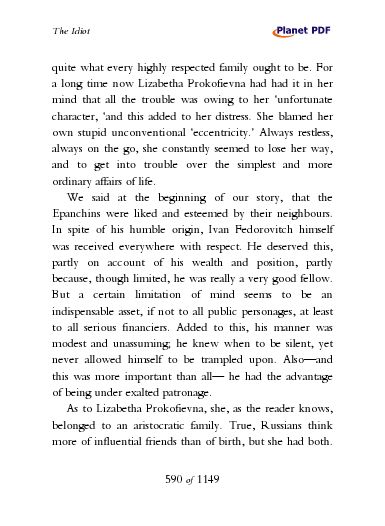 The Idiot
Planet PDF
quite what every highly respected family ought to be. For
a long time now Lizabetha Prokofievna had had it in her
mind that all the trouble was owing to her ‘unfortunate
character, ‘and this added to her distress. She blamed her
own stupid unconventional ‘eccentricity.’ Always restless,
always on the go, she constantly seemed to lose her way,
and to get into trouble over the simplest and more
ordinary affairs of life.
We said at the beginning of our story, that the
Epanchins were liked and esteemed by their neighbours.
In spite of his humble origin, Ivan Fedorovitch himself
was received everywhere with respect. He deserved this,
partly on account of his wealth and position, partly
because, though limited, he was really a very good fellow.
But a certain limitation of mind seems to be an
indispensable asset, if not to all public personages, at least
to all serious financiers. Added to this, his manner was
modest and unassuming; he knew when to be silent, yet
never allowed himself to be trampled upon. Also—and
this was more important than all— he had the advantage
of being under exalted patronage.
As to Lizabetha Prokofievna, she, as the reader knows,
belonged to an aristocratic family. True, Russians think
more of influential friends than of birth, but she had both.
590 of 1149